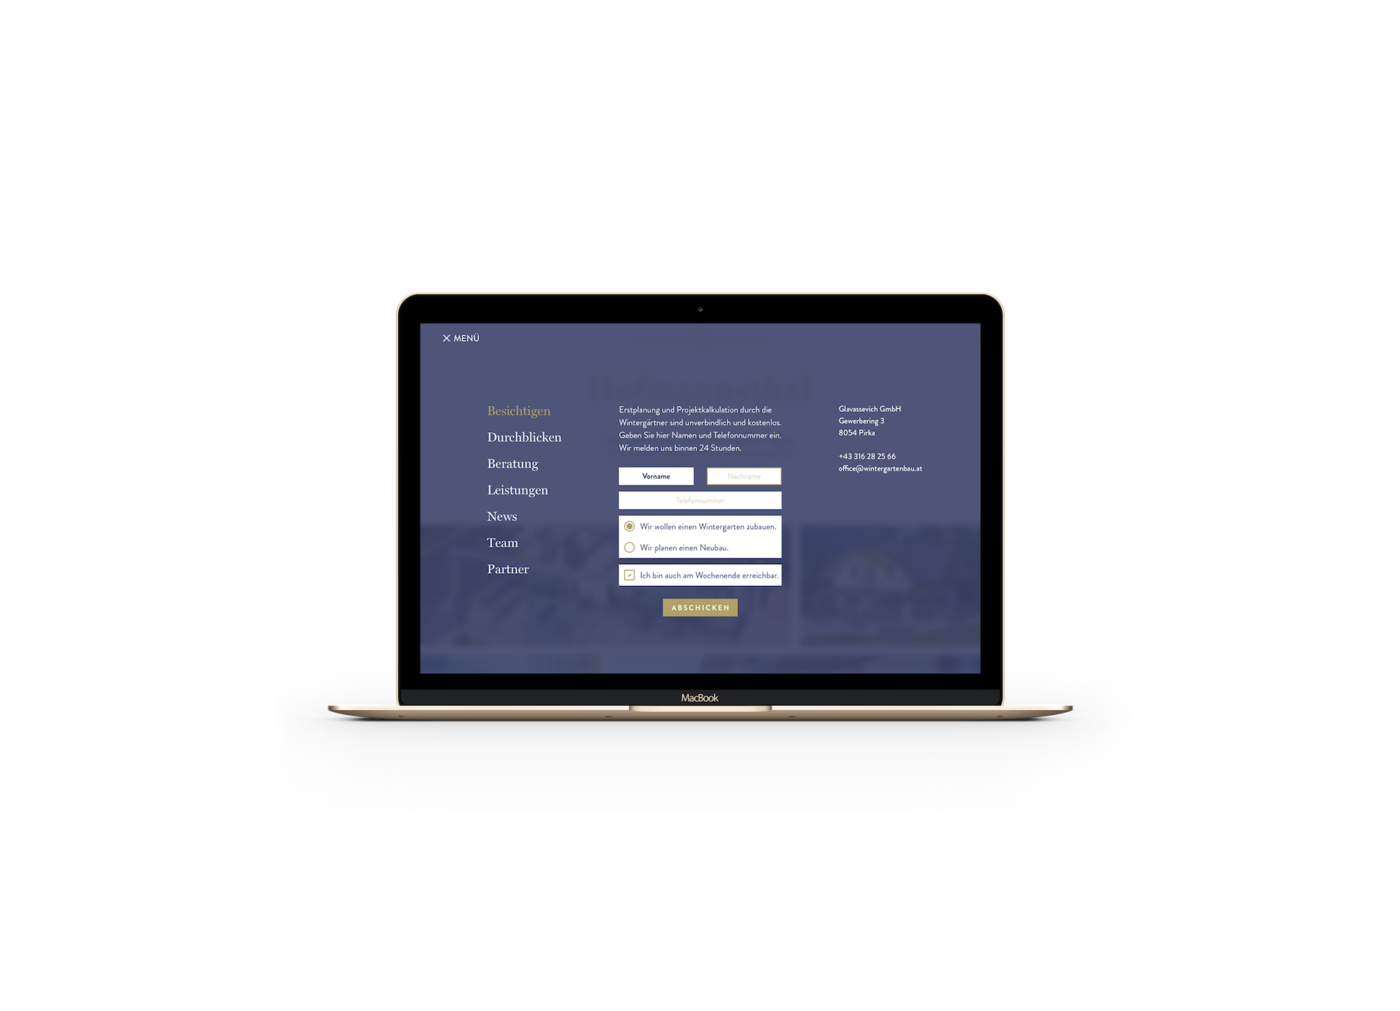 MENÜ
Besichtigen
Durchblicken
Beratung
Leistungen
News
Team
Partner
Erstplanung und Projektkalkulation durch die
Wintergärtner sind unverbindlich und kostenlos.
Geben Sie hier Namen und Telefonnummer ein.
Wir melden uns binnen 24 Stunden.
Vorname
Nachname
Telefonnummer
Wir wollen einen Wintergarten zubauen.
Wir planen einen Neubau.
Ich bin auch am Wochenende erreichbar.
ABSCHICKEN
Glavassevich GmbH
Gewerbering 3
8054 Pirka
+43 316 28 25 66
office@wintergartenbau.at
MacBook